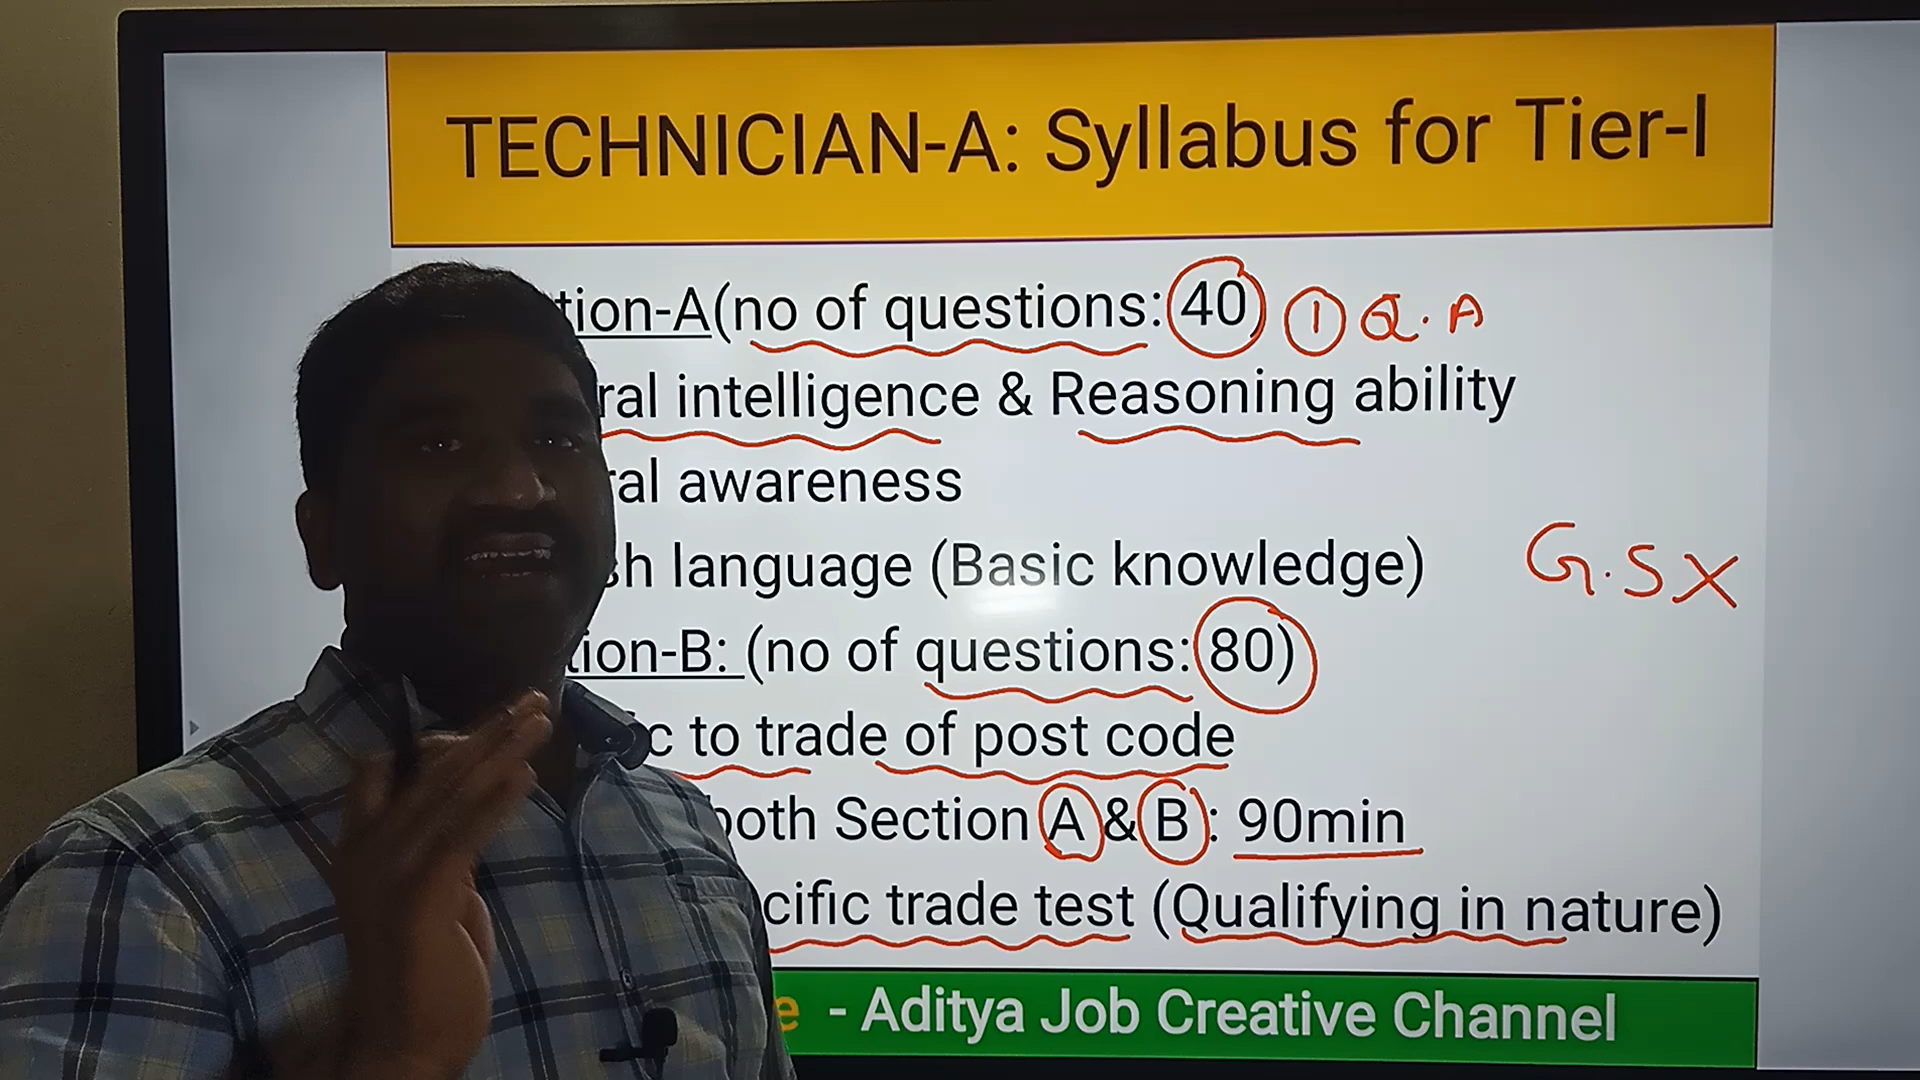 TECHNICIAN-A: Syllabus for Tier-I
tion-A(no of questions: 40) ① Q.A
ral intelligence & Reasoning ability
ral awareness
sh language (Basic knowledge)
G.S X
tion-B: (no of questions: 80)
c to trade of post code
both Section A & B : 90min
cific trade test (Qualifying in nature)
e - Aditya Job Creative Channel